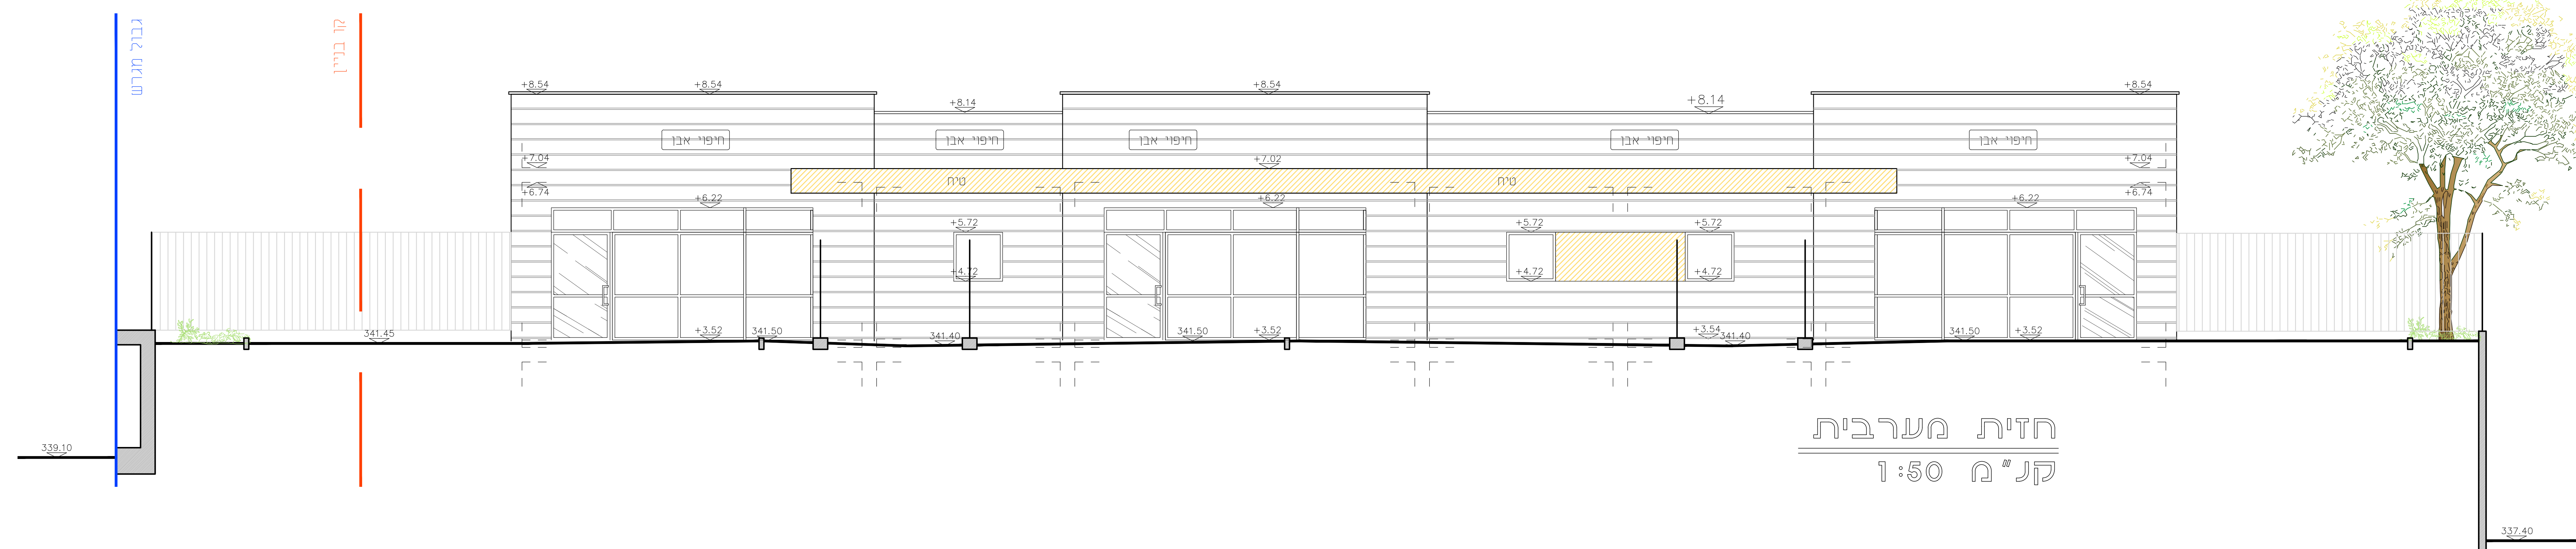 גבול מגרש
קו בניין
+8.54
+8.54
+8.14
+8.54
+8.14
+8.54
חיפוי אבן
חיפוי אבן
חיפוי אבן
חיפוי אבן
חיפוי אבן
+7.04
+7.02
+7.04
טיח
טיח
+6.74
+6.74
+6.22
+6.22
+6.22
+5.72
+5.72
+5.72
+4.72
+4.72
+4.72
341.45
+3.52
341.50
341.40
341.50
+3.52
+3.54
341.40
341.50
+3.52
חזית מערבית
קנ"מ 1:50
339.10
337.40